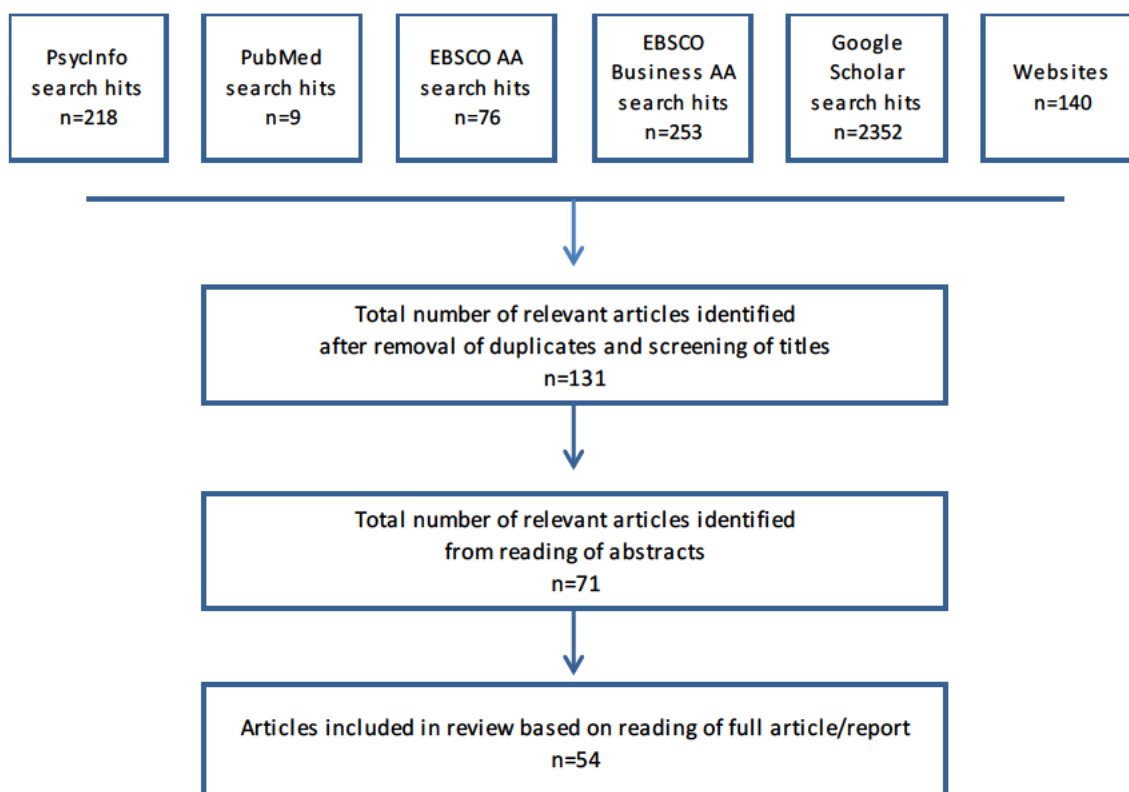 PsycInfo
search hits
n=218
PubMed
search hits
n=9
EBSCO AA
search hits
n=76
EBSCO
Business AA
search hits
n=253
Google
Scholar
search hits
n=2352
Websites
n=140
Total number of relevant articles identified
after removal of duplicates and screening of titles
n=131
Total number of relevant articles identified
from reading of abstracts
n=71
Articles included in review based on reading of full article/report
n=54